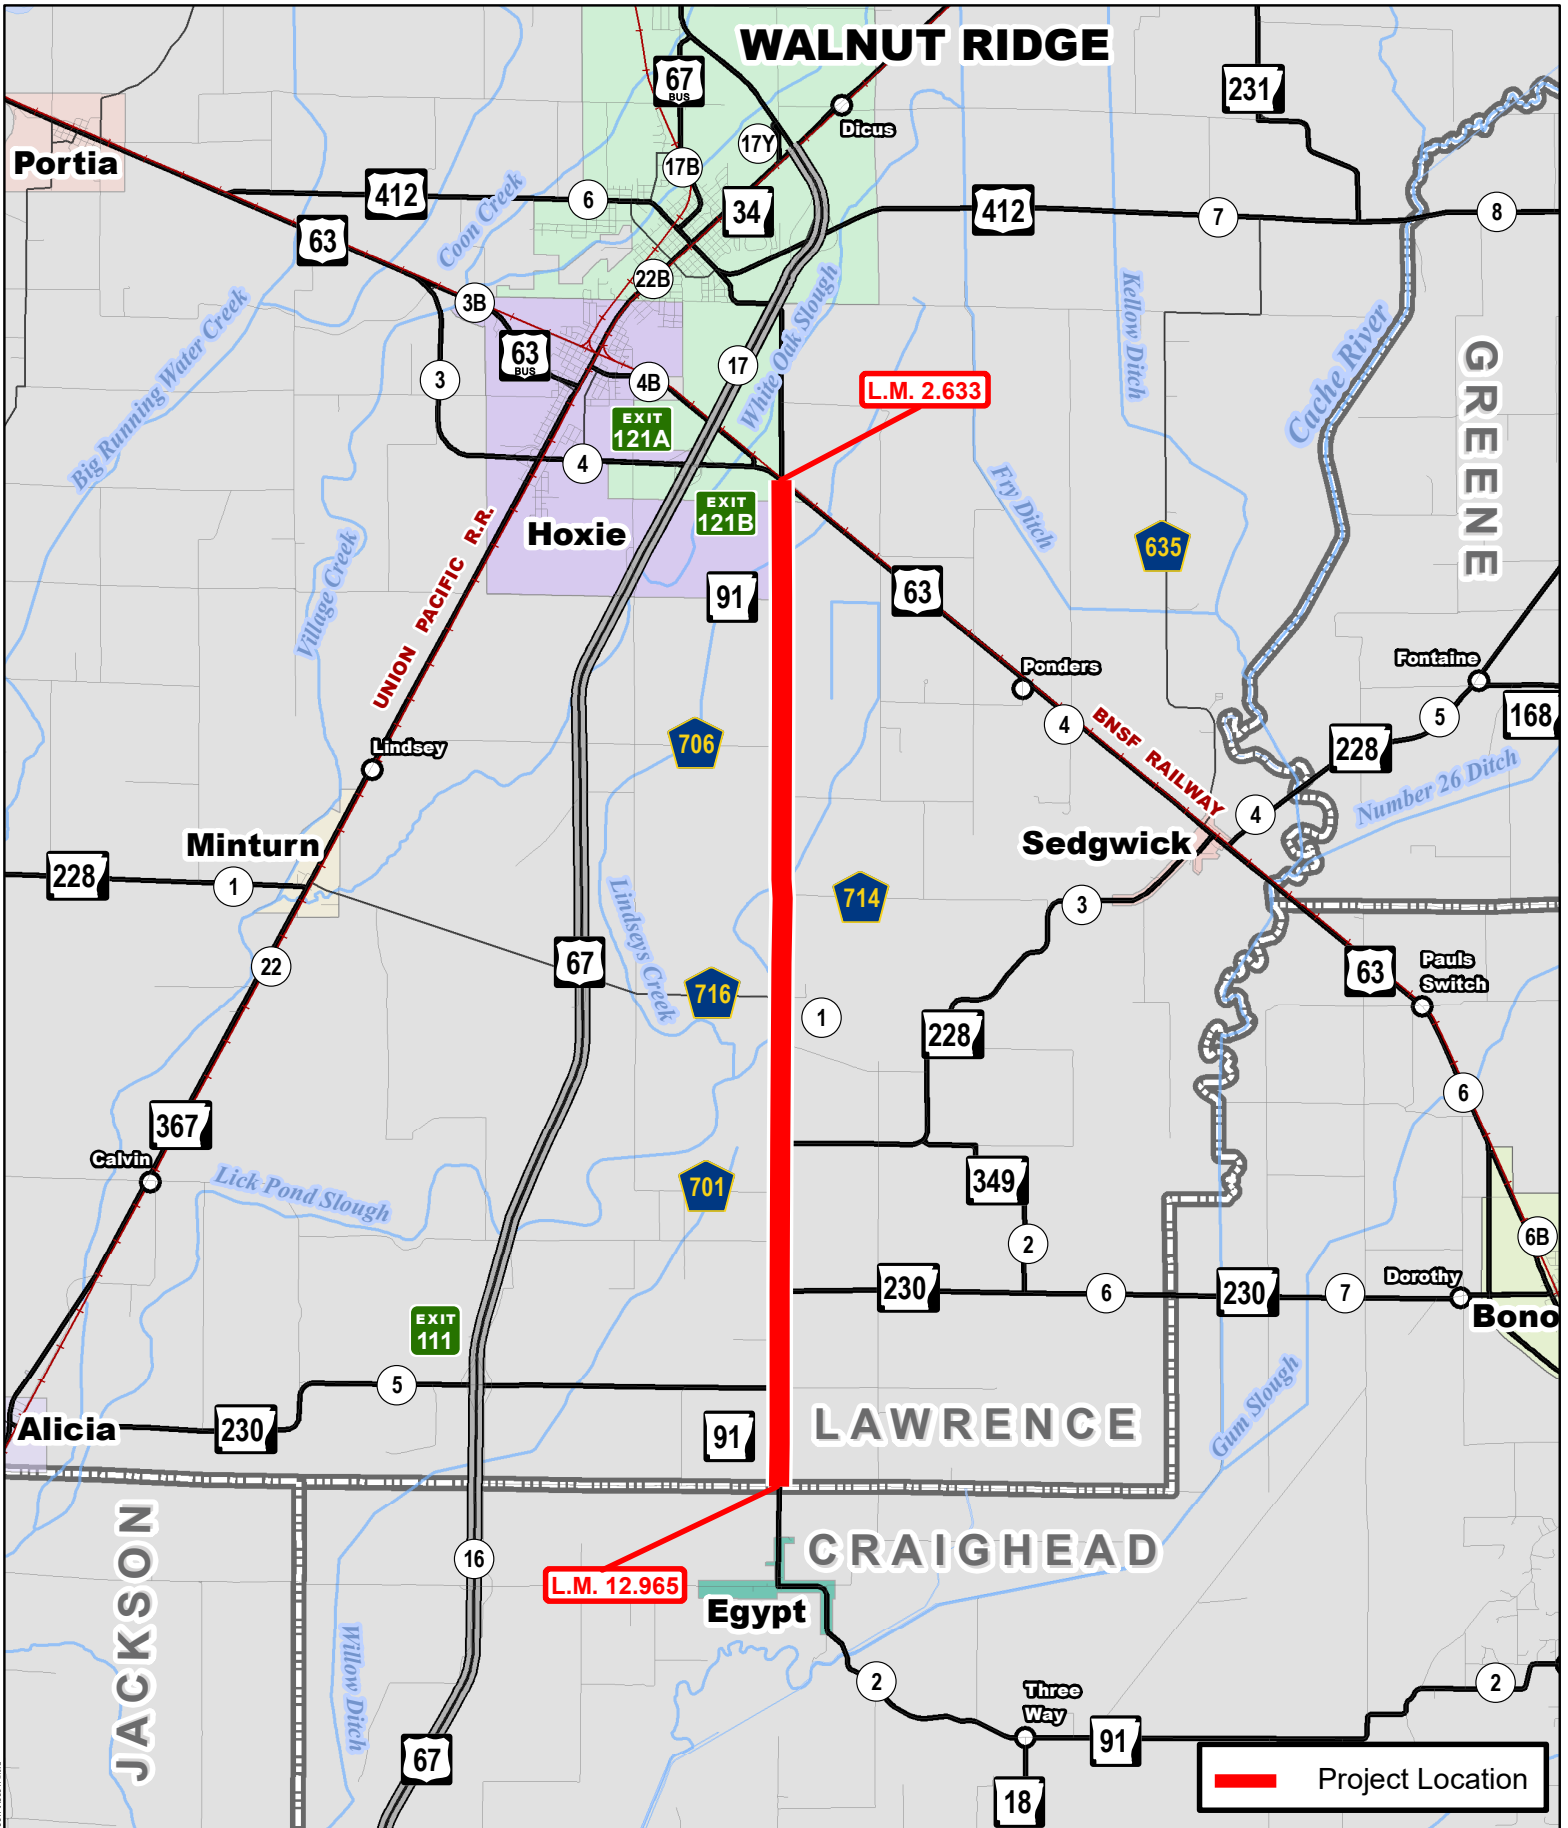 WALNUT RIDGE
67
BUS
231
Dicus
17Y
Portia
17B
412
6
34
412
7
8
63
Coon Creek
22B
3B
Kellow Ditch
White Oak Slough
Cache River
GREENE
63
BUS
17
3
4B
L.M. 2.633
Big Running Water Creek
EXIT
121A
4
EXIT
121B
Fry Ditch
Hoxie
635
UNION PACIFIC R.R.
Village Creek
91
63
Ponders
Fontaine
4
5
168
BNSF RAILWAY
706
228
Lindsey
Number 26 Ditch
4
Minturn
Sedgwick
228
1
714
3
Lindseys Creek
22
67
63
Pauls
Switch
716
1
228
6
367
Calvin
Lick Pond Slough
701
349
2
6B
230
6
230
7
Dorothy
Bono
EXIT
111
5
Gum Slough
Alicia
230
91
LAWRENCE
JACKSON
CRAIGHEAD
16
L.M. 12.965
Egypt
Willow Ditch
2
2
Three
Way
91
67
18
Project Location